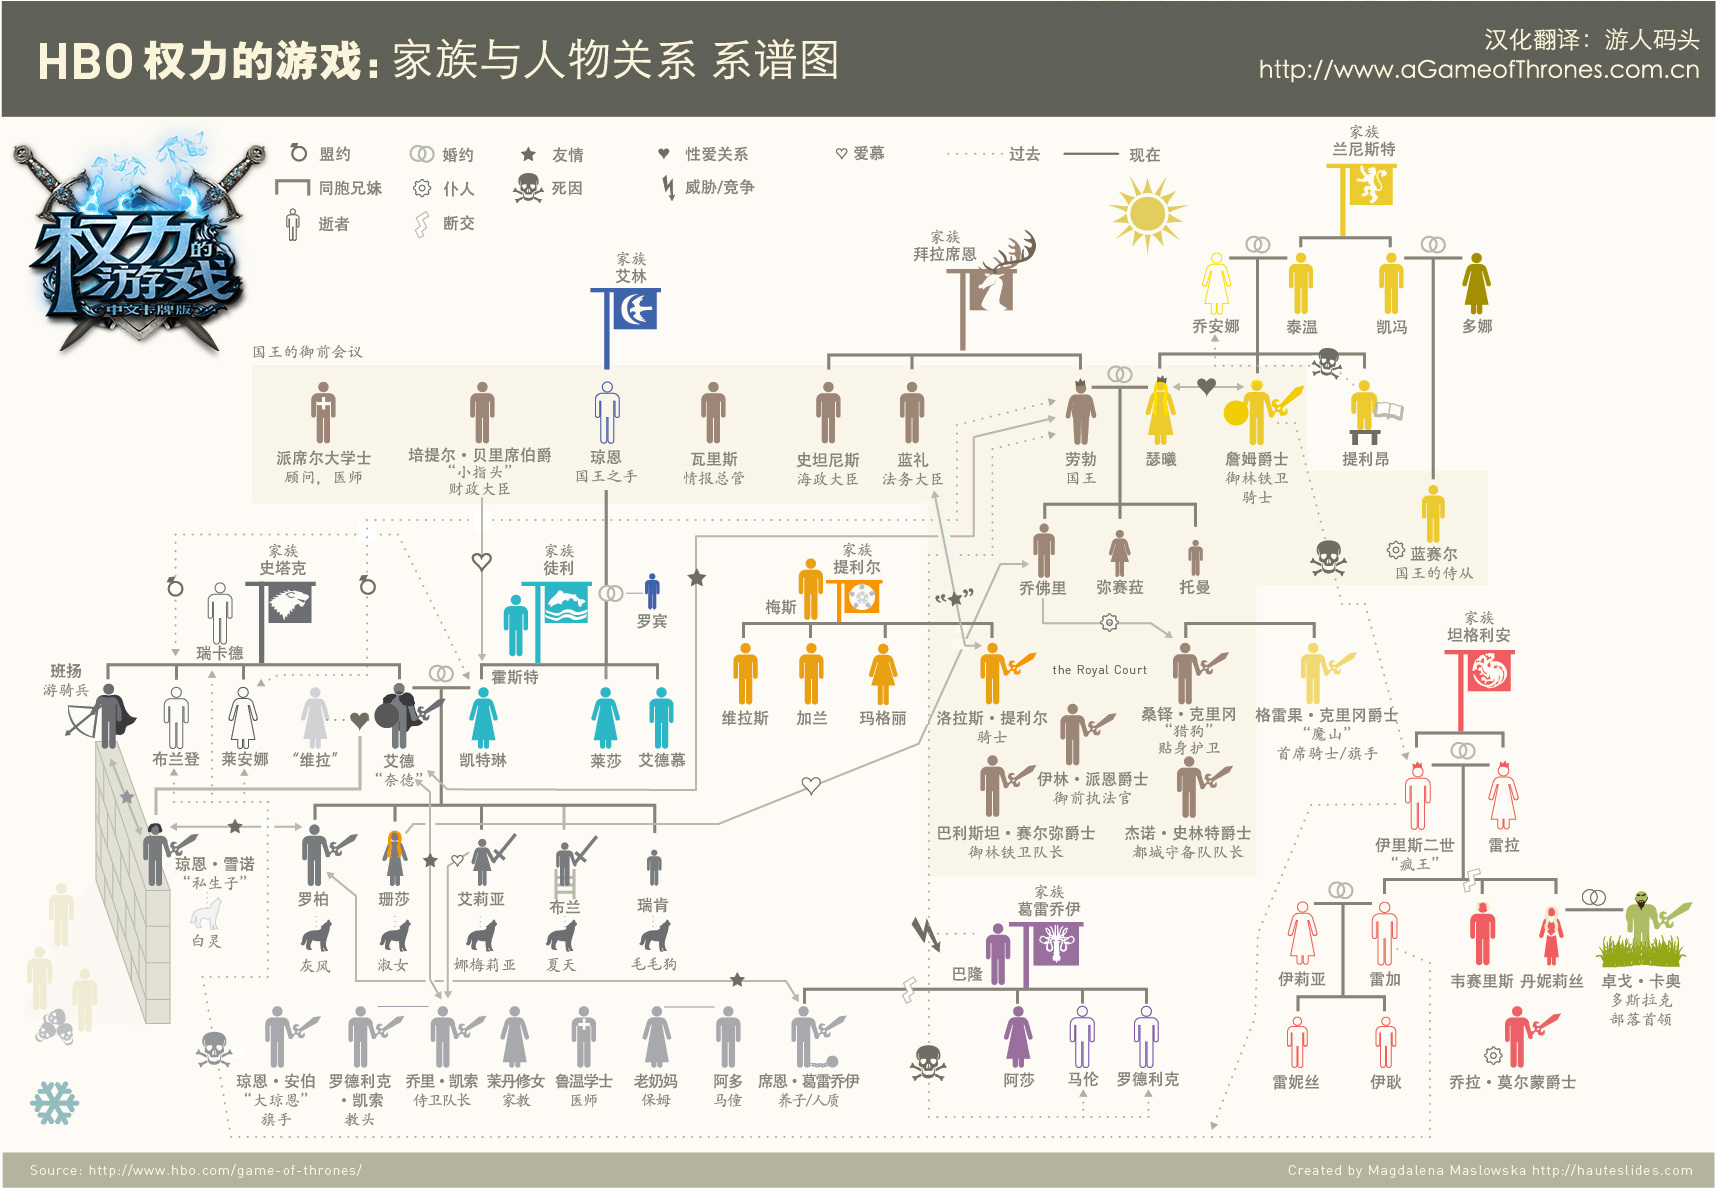 HBO 权力的游戏：家族与人物关系 系谱图
汉化翻译：游人码头
http://www.aGameofThrones.com.cn
权力的游戏
中文卡牌版
盟约
婚约
友情
性爱关系
爱慕
过去
现在
同胞兄妹
仆人
死因
威胁/竞争
逝者
断交
家族
兰尼斯特
家族
拜拉席恩
家族
艾林
乔安娜
泰温
凯冯
多娜
国王的御前会议
派席尔大学士
顾问，医师
培提尔·贝里席伯爵
“小指头”
财政大臣
琼恩
国王之手
瓦里斯
情报总管
史坦尼斯
海政大臣
蓝礼
法务大臣
劳勃
国王
瑟曦
詹姆爵士
御林铁卫
骑士
提利昂
蓝赛尔
国王的侍从
家族
史塔克
家族
徒利
家族
提利尔
乔佛里
弥赛菈
托曼
瑞卡德
罗宾
梅斯
霍斯特
家族
坦格利安
班扬
游骑兵
布兰登
莱安娜
“维拉”
艾德
“奈德”
凯特琳
莱莎
艾德慕
维拉斯
加兰
玛格丽
洛拉斯·提利尔
骑士
the Royal Court
桑铎·克里冈
“猎狗”
贴身护卫
格雷果·克里冈爵士
“魔山”
首席骑士/旗手
伊林·派恩爵士
御前执法官
巴利斯坦·赛尔弥爵士
御林铁卫队长
杰诺·史林特爵士
都城守备队队长
伊里斯二世
“疯王”
雷拉
琼恩·雪诺
“私生子”
白灵
罗柏
珊莎
艾莉亚
布兰
瑞肯
灰风
淑女
娜梅莉亚
夏天
毛毛狗
家族
葛雷乔伊
巴隆
伊莉亚
雷加
韦赛里斯
丹妮莉丝
卓戈·卡奥
多斯拉克
部落首领
琼恩·安伯
“大琼恩”
旗手
罗德利克
·凯索
教头
乔里·凯索
侍卫队长
茉丹修女
家教
鲁温学士
医师
老奶妈
保姆
阿多
马僮
席恩·葛雷乔伊
养子/人质
阿莎
马伦
罗德利克
雷妮丝
伊耿
乔拉·莫尔蒙爵士
Source: http://www.hbo.com/game-of-thrones/
Created by Magdalena Maslowska http://hauteslides.com